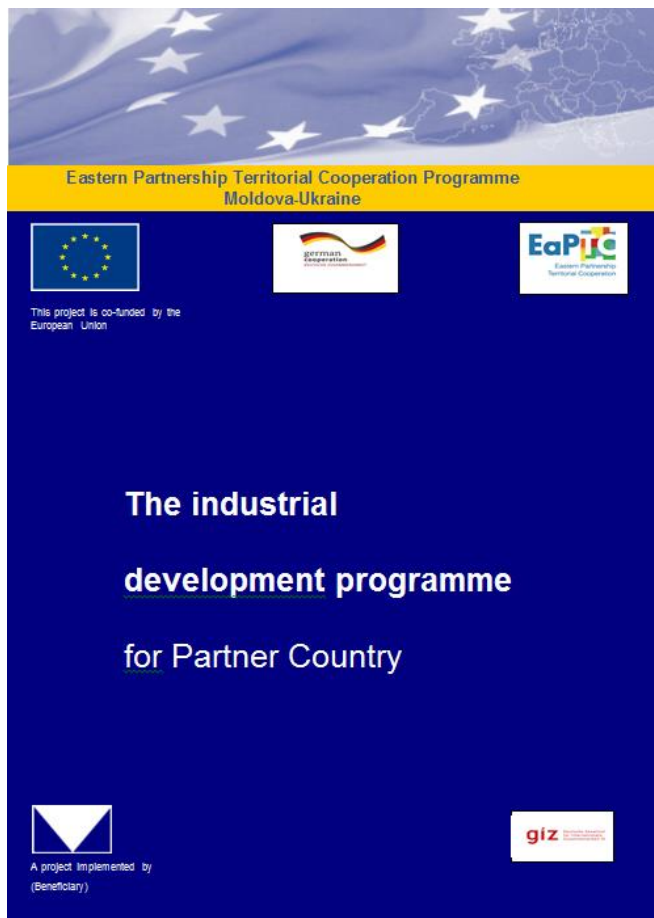 Eastern Partnership Territorial Cooperation Programme
Moldova-Ukraine
german
cooperation
EaPTC
Eastern Partnership
Territorial Cooperation
This project is co-funded by the
European Union
The industrial
development programme
for Partner Country
giz
A project implemented by
(Beneficiary)